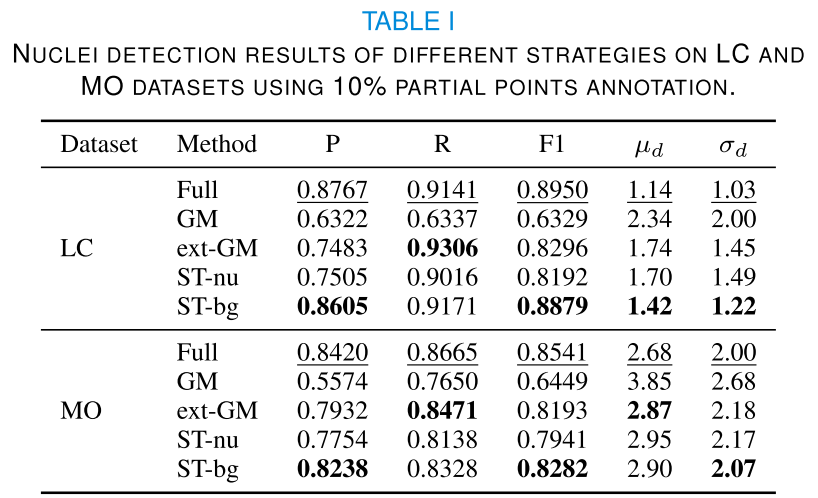 TABLE I
NUCLEI DETECTION RESULTS OF DIFFERENT STRATEGIES ON LC AND
MO DATASETS USING 10% PARTIAL POINTS ANNOTATION.
Dataset Method P R F1 μd σd
Full 0.8767 0.9141 0.8950 1.14 1.03
GM 0.6322 0.6337 0.6329 2.34 2.00
LC ext-GM 0.7483 0.9306 0.8296 1.74 1.45
ST-nu 0.7505 0.9016 0.8192 1.70 1.49
ST-bg 0.8605 0.9171 0.8879 1.42 1.22
Full 0.8420 0.8665 0.8541 2.68 2.00
GM 0.5574 0.7650 0.6449 3.85 2.68
MO ext-GM 0.7932 0.8471 0.8193 2.87 2.18
ST-nu 0.7754 0.8138 0.7941 2.95 2.17
ST-bg 0.8238 0.8328 0.8282 2.90 2.07